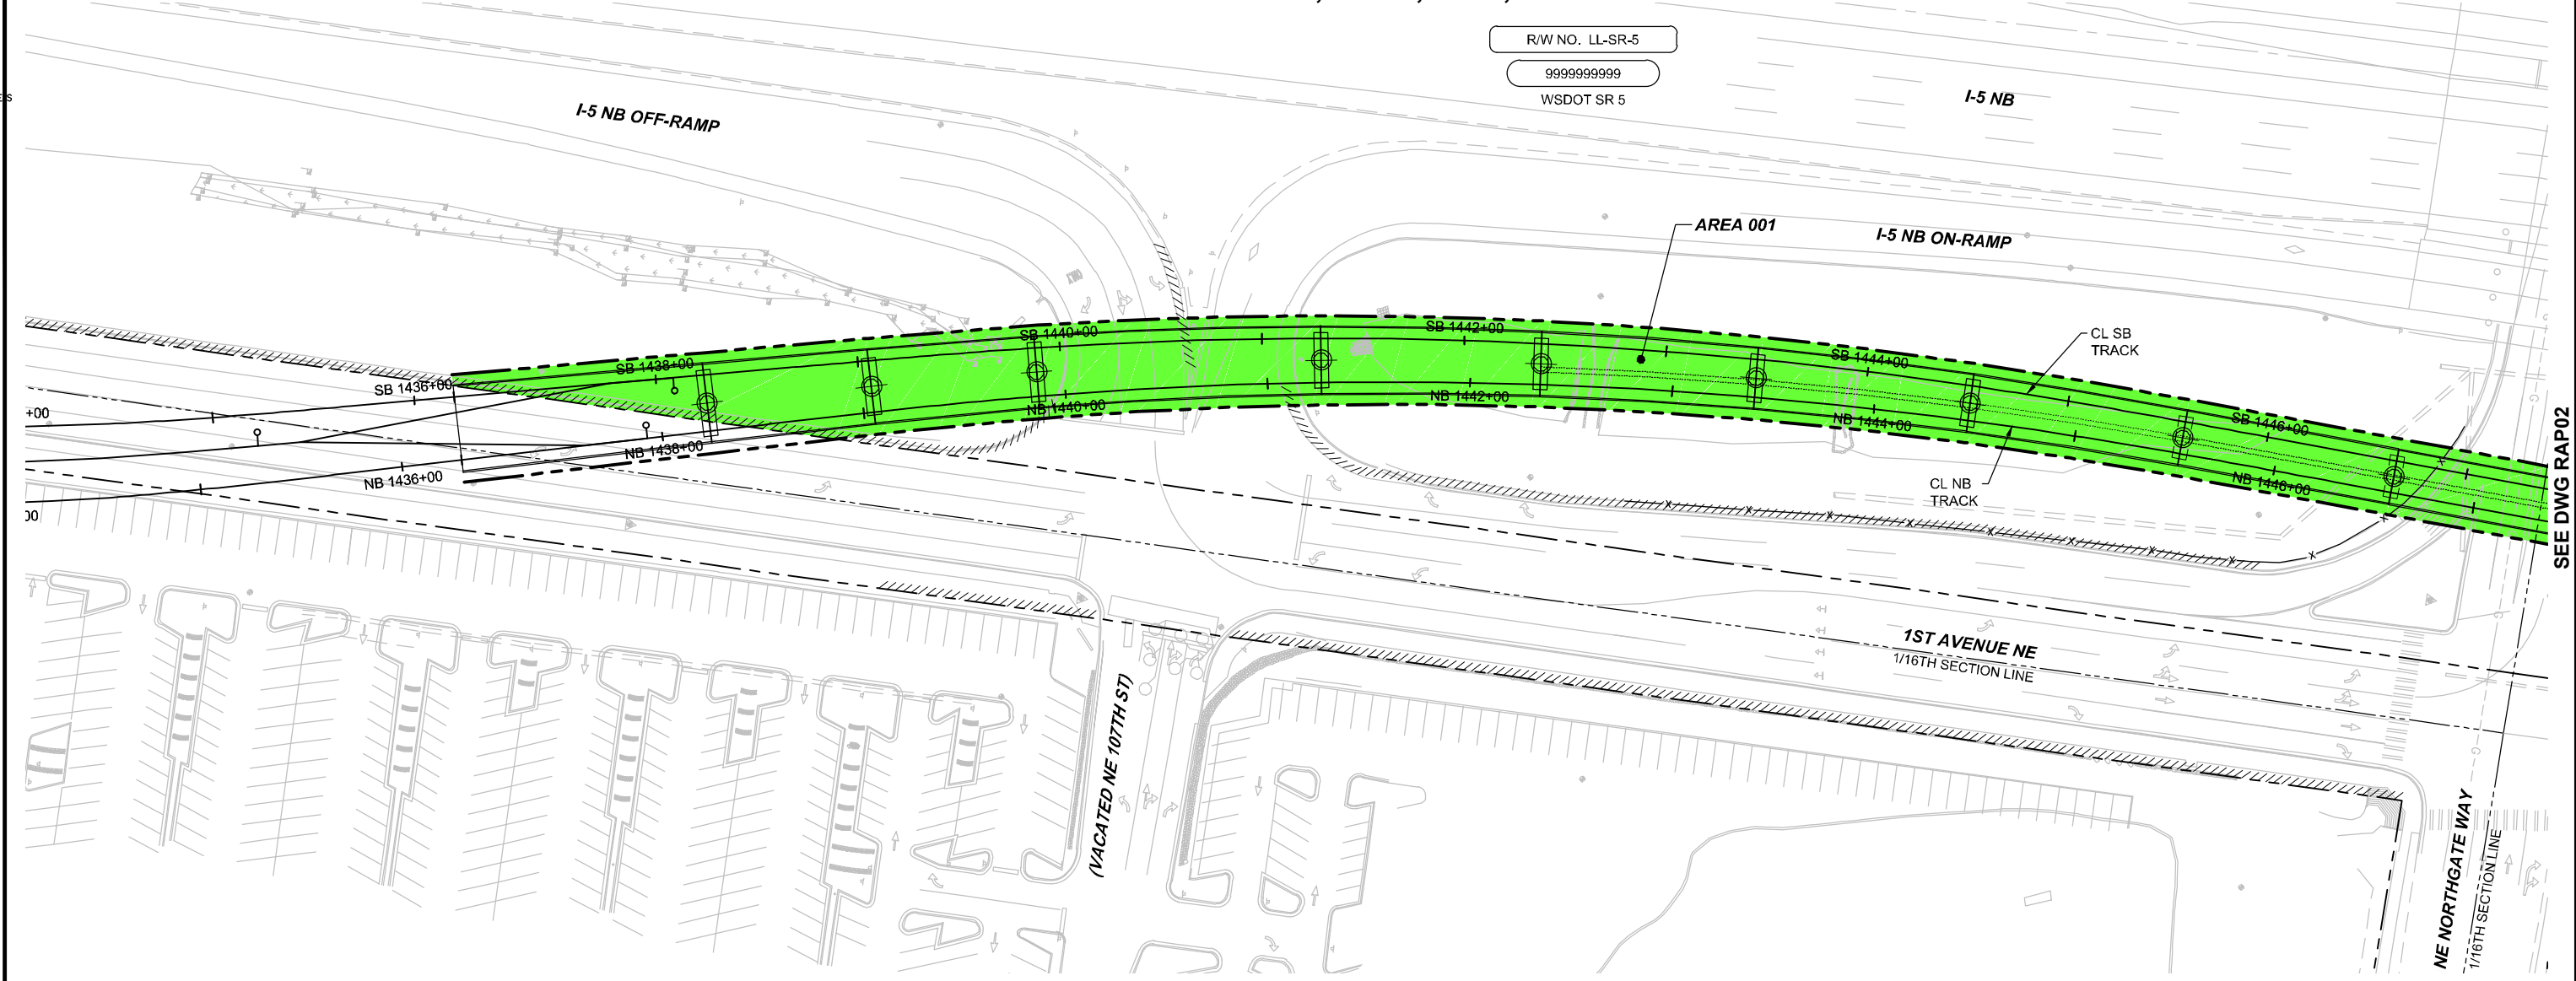 R/W NO. LL-SR-5
9999999999
WSDOT SR 5
I-5 NB OFF-RAMP
I-5 NB
AREA 001
I-5 NB ON-RAMP
SB 1436+00
SB 1438+00
SB 1440+00
SB 1442+00
SB 1444+00
SB 1446+00
CL SB
TRACK
+00
NB 1436+00
NB 1438+00
NB 1440+00
NB 1442+00
NB 1444+00
NB 1446+00
CL NB
TRACK
00
SEE DWG RAP02
1ST AVENUE NE
1/16TH SECTION LINE
(VACATED NE 107TH ST)
NE NORTHGATE WAY
1/16TH SECTION LINE